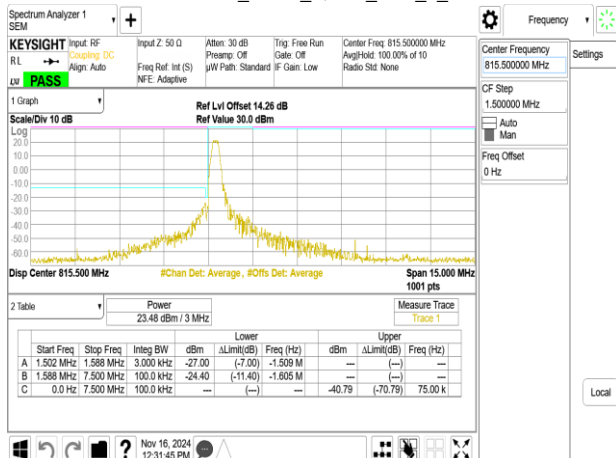 Spectrum Analyzer 1
SEM
Frequency
KEYSIGHT Input: RF Input Z: 50 Ω Atten: 30 dB Trig: Free Run Center Freq: 815.500000 MHz
RL Coupling: DC Preamp: Off Gate: Off Avg|Hold: 100.00% of 10
Align: Auto Freq Ref: Int (S) µW Path: Standard IF Gain: Low Radio Std: None
PASS NFE: Adaptive
Center Frequency
815.500000 MHz
Settings
CF Step
1.500000 MHz
Auto
Man
Freq Offset
0 Hz
Local
1 Graph
Ref Lvl Offset 14.26 dB
Scale/Div 10 dB Ref Value 30.0 dBm
Log
20.0
10.0
0.00
-10.0
-20.0
-30.0
-40.0
-50.0
-60.0
Disp Center 815.500 MHz #Chan Det: Average, #Offs Det: Average Span 15.000 MHz
1001 pts
2 Table Power Measure Trace
23.48 dBm / 3 MHz Trace 1
Lower Upper
Start Freq Stop Freq Integ BW dBm ΔLimit(dB) Freq (Hz) dBm ΔLimit(dB) Freq (Hz)
A 1.502 MHz 1.588 MHz 3.000 kHz -27.00 (-7.00) -1.509 M --- (---) ---
B 1.588 MHz 7.500 MHz 100.0 kHz -24.40 (-11.40) -1.605 M --- (---) ---
C 0.0 Hz 7.500 MHz 100.0 kHz --- (---) --- -40.79 (-70.79) 75.00 k
? Nov 16, 2024
12:31:45 PM